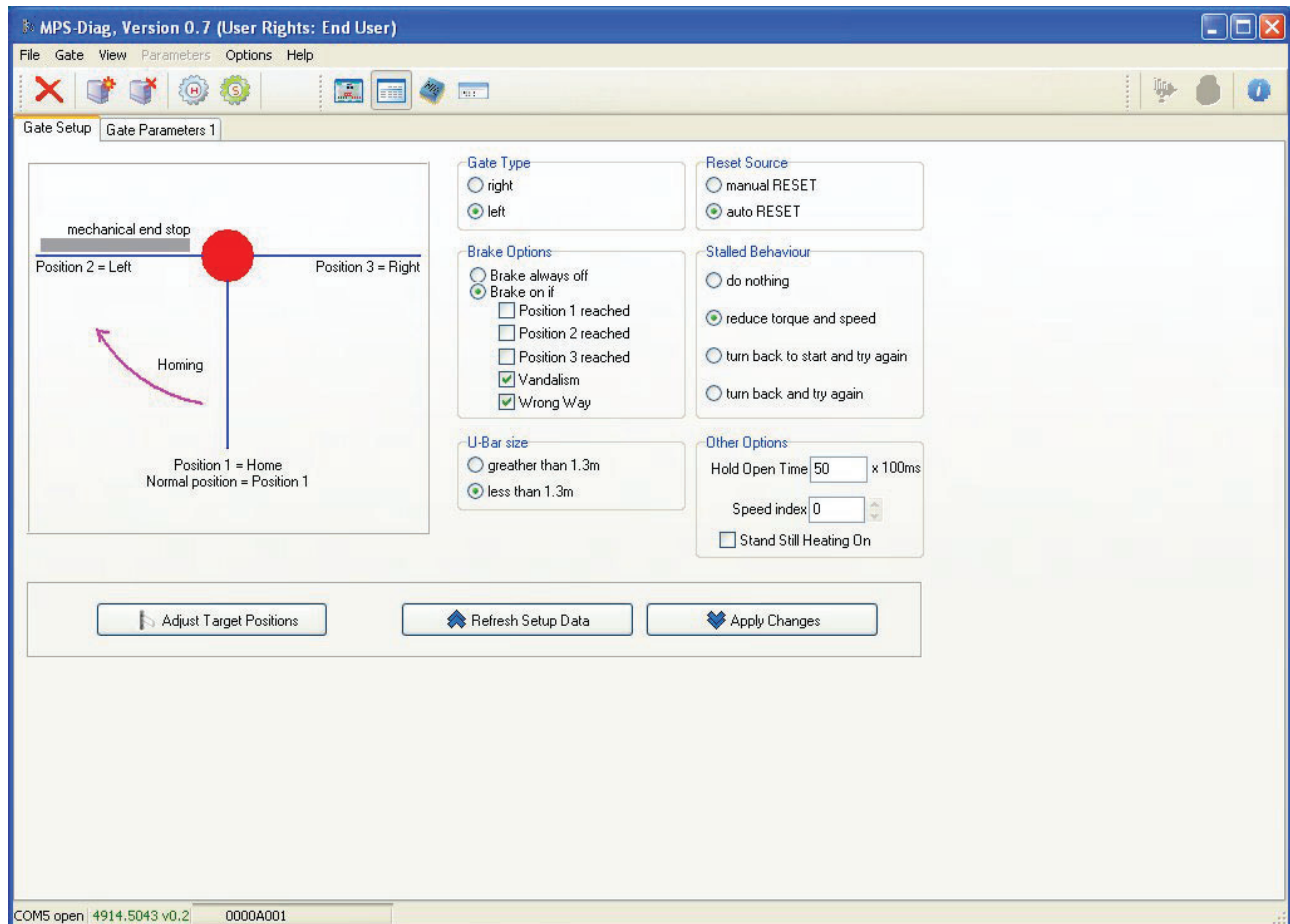 MPS-Diag, Version 0.7 (User Rights: End User)
File Gate View Parameters Options Help
H S
Gate Setup Gate Parameters 1
mechanical end stop
Position 2 = Left Position 3 = Right
Homing
Position 1 = Home
Normal position = Position 1
Gate Type
right
left
Brake Options
Brake always off
Brake on if
Position 1 reached
Position 2 reached
Position 3 reached
Vandalism
Wrong Way
U-Bar size
greather than 1.3m
less than 1.3m
Reset Source
manual RESET
auto RESET
Stalled Behaviour
do nothing
reduce torque and speed
turn back to start and try again
turn back and try again
Other Options
Hold Open Time 50 x 100ms
Speed index 0
Stand Still Heating On
Adjust Target Positions Refresh Setup Data Apply Changes
COM5 open 4914.5043 v0.2 0000A001